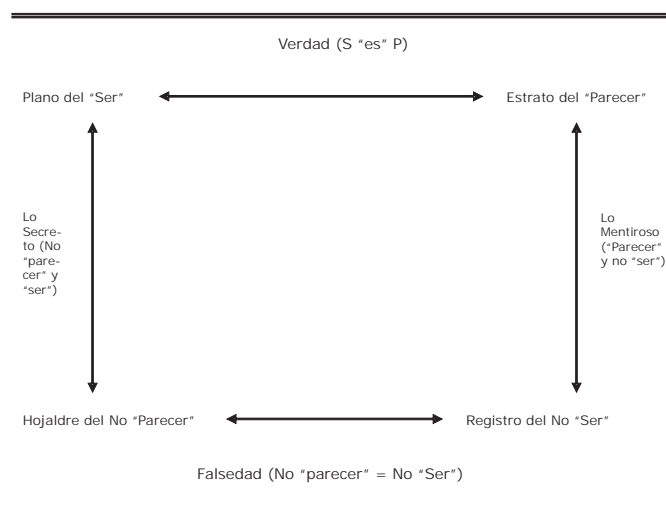 Verdad (S "es" P)
Plano del "Ser"
Estrato del "Parecer"
Lo
Secre-
to (No
"pare-
cer" y
"ser")
Lo
Mentiroso
("Parecer"
y no "ser")
Hojaldre del No "Parecer"
Registro del No "Ser"
Falsedad (No "parecer" = No "Ser")